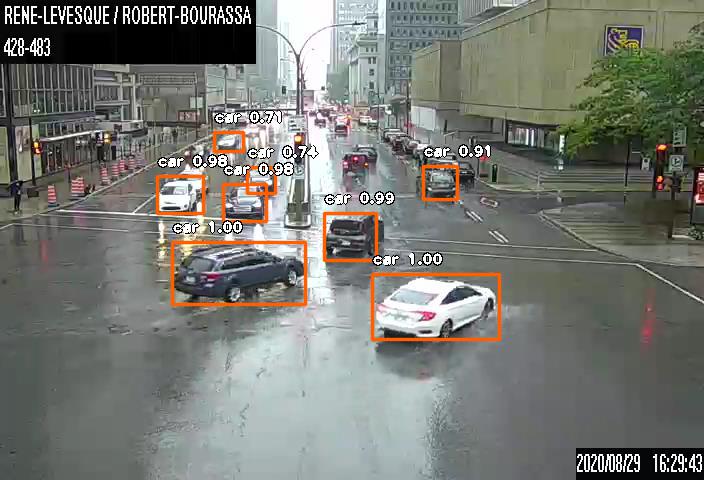 RENE-LEVESQUE / ROBERT-BOURASSA
428-483
car 0.71
car 0.74
car 0.98
car 0.98
car 0.91
car 0.99
car 1.00
car 1.00
2020/08/29 16:29:43